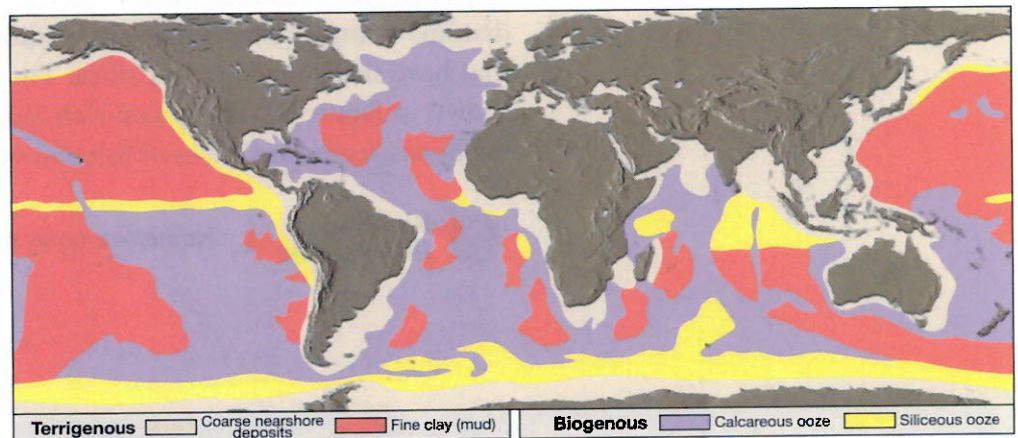 Terrigenous
Coarse nearshore
deposits
Fine clay (mud)
Biogenous
Calcareous ooze
Siliceous ooze